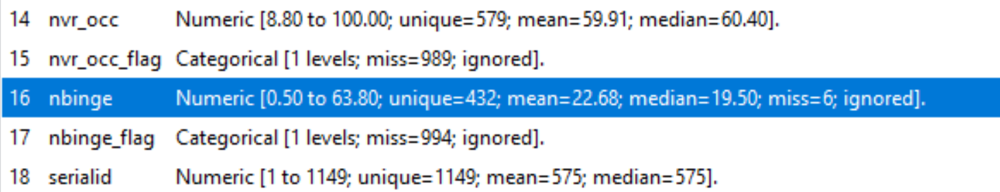 14 nvr_occ Numeric [8.80 to 100.00; unique=579; mean=59.91; median=60.40].
15 nvr_occ_flag Categorical [1 levels; miss=989; ignored].
16 nbinge Numeric [0.50 to 63.80; unique=432; mean=22.68; median=19.50; miss=6; ignored].
17 nbinge_flag Categorical [1 levels; miss=994; ignored].
18 serialid Numeric [1 to 1149; unique=1149; mean=575; median=575].